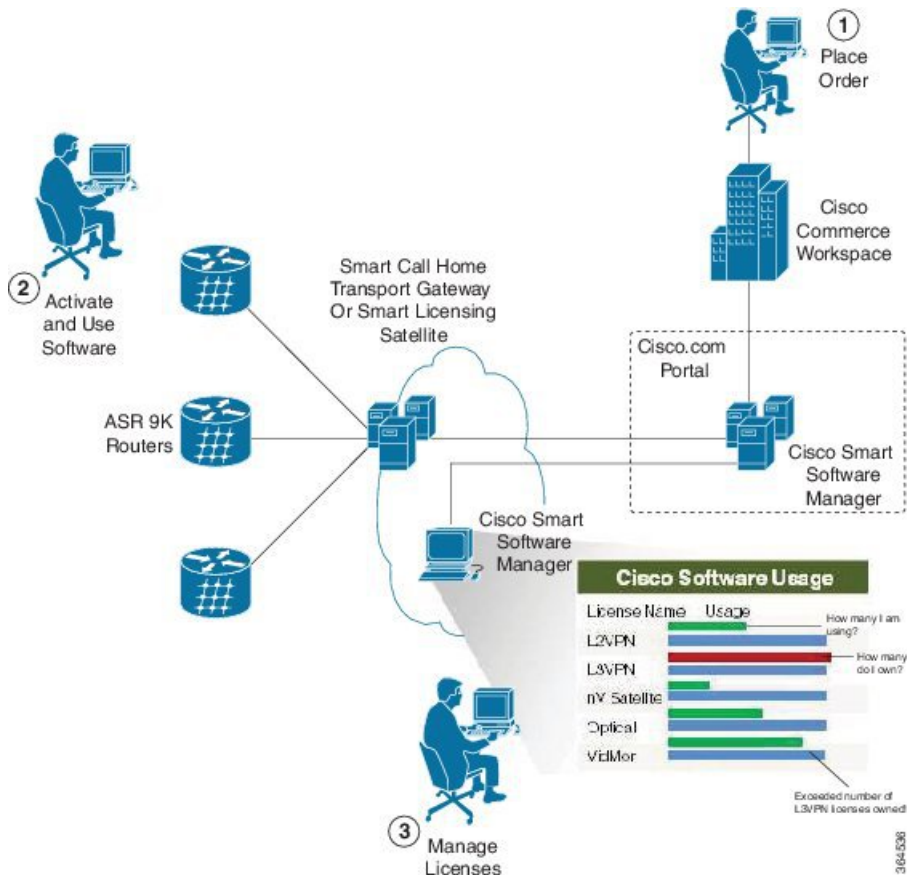 1
Place
Order
Cisco
Commerce
Workspace
2
Activate
and Use
Software
Smart Call Home
Transport Gateway
Or Smart Licensing
Satellite
ASR 9K
Routers
Cisco.com
Portal
Cisco Smart
Software
Manager
Cisco Smart
Software
Manager
Cisco Software Usage
License Name Usage
L2VPN
L3VPN
nV Satellite
Optical
VidMon
How many I am
using?
How many
do I own?
Exceeded number of
L3VPN licenses owned!
3
Manage
Licenses
364536